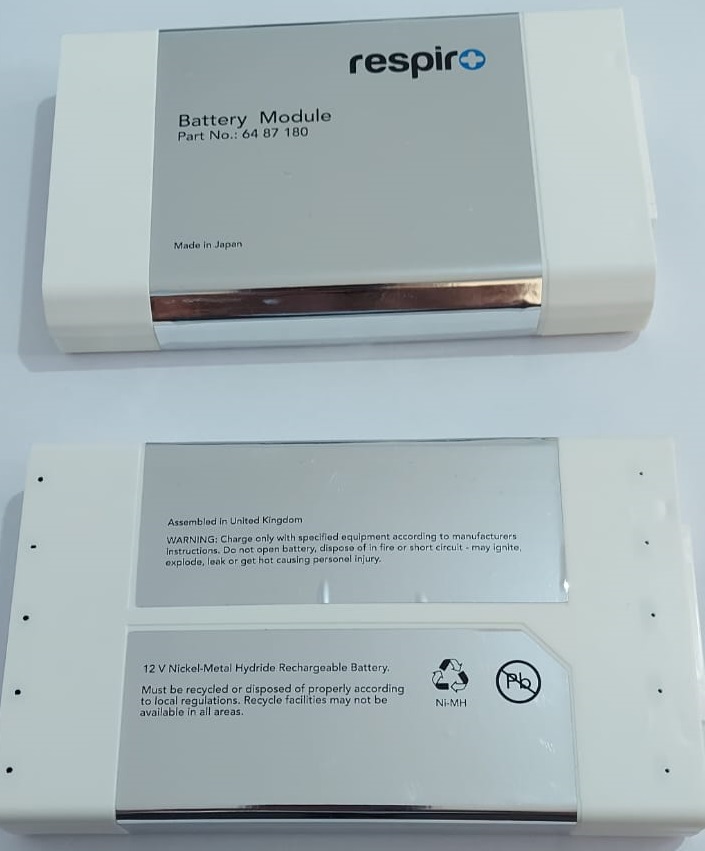 respiro
Battery Module
Part No.: 64 87 180
Made in Japan
Assembled in United Kingdom
WARNING: Charge only with specified equipment according to manufacturers
instructions. Do not open battery, dispose of in fire or short circuit - may ignite,
explode, leak or get hot causing personel injury.
12 V Nickel-Metal Hydride Rechargeable Battery.
Must be recycled or disposed of properly according
to local regulations. Recycle facilities may not be
available in all areas.
Ni-MH
Pb